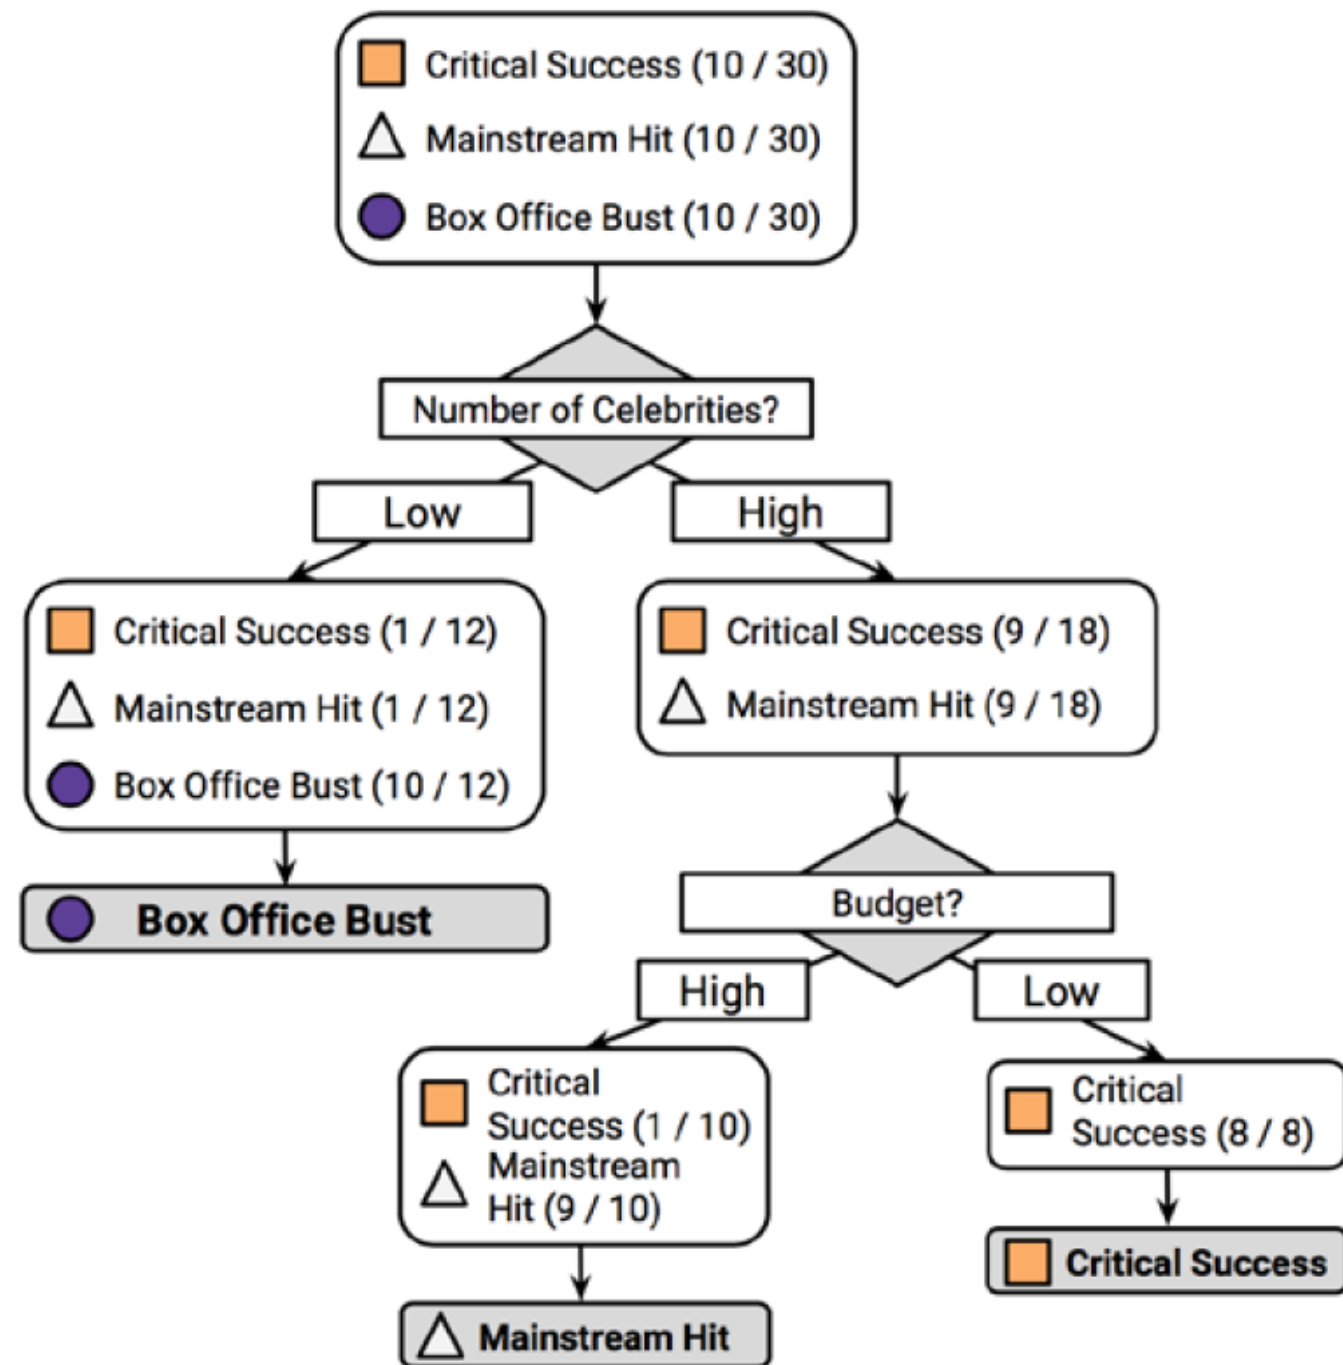 Critical Success (10 / 30)
Mainstream Hit (10 / 30)
Box Office Bust (10 / 30)
Number of Celebrities?
Low
High
Critical Success (1 / 12)
Mainstream Hit (1 / 12)
Box Office Bust (10 / 12)
Box Office Bust
Critical Success (9 / 18)
Mainstream Hit (9 / 18)
Budget?
High
Low
Critical
Success (1 / 10)
Mainstream
Hit (9 / 10)
Mainstream Hit
Critical
Success (8 / 8)
Critical Success